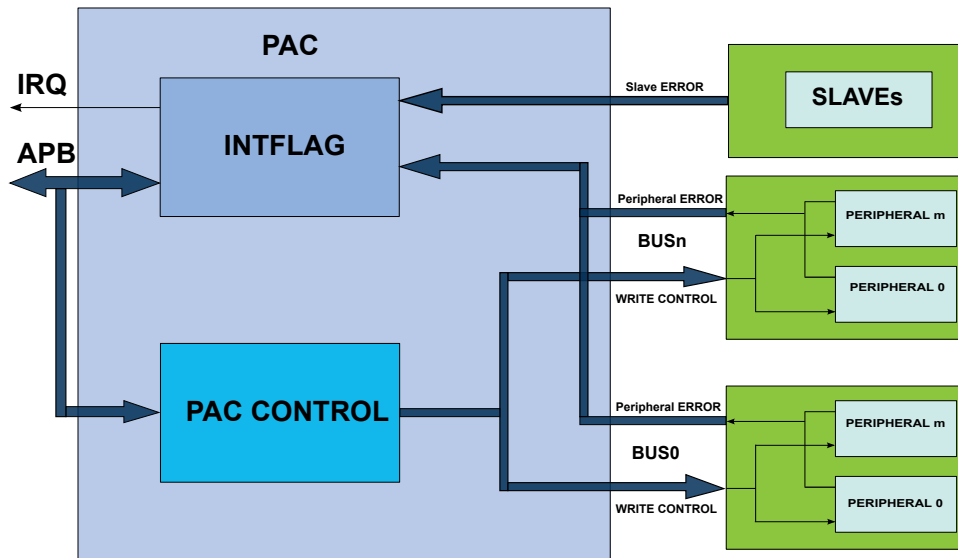 PAC
IRQ
APB
INTFLAG
PAC CONTROL
Slave ERROR
SLAVEs
Peripheral ERROR
BUSn
WRITE CONTROL
PERIPHERAL m
PERIPHERAL 0
Peripheral ERROR
BUS0
WRITE CONTROL
PERIPHERAL m
PERIPHERAL 0